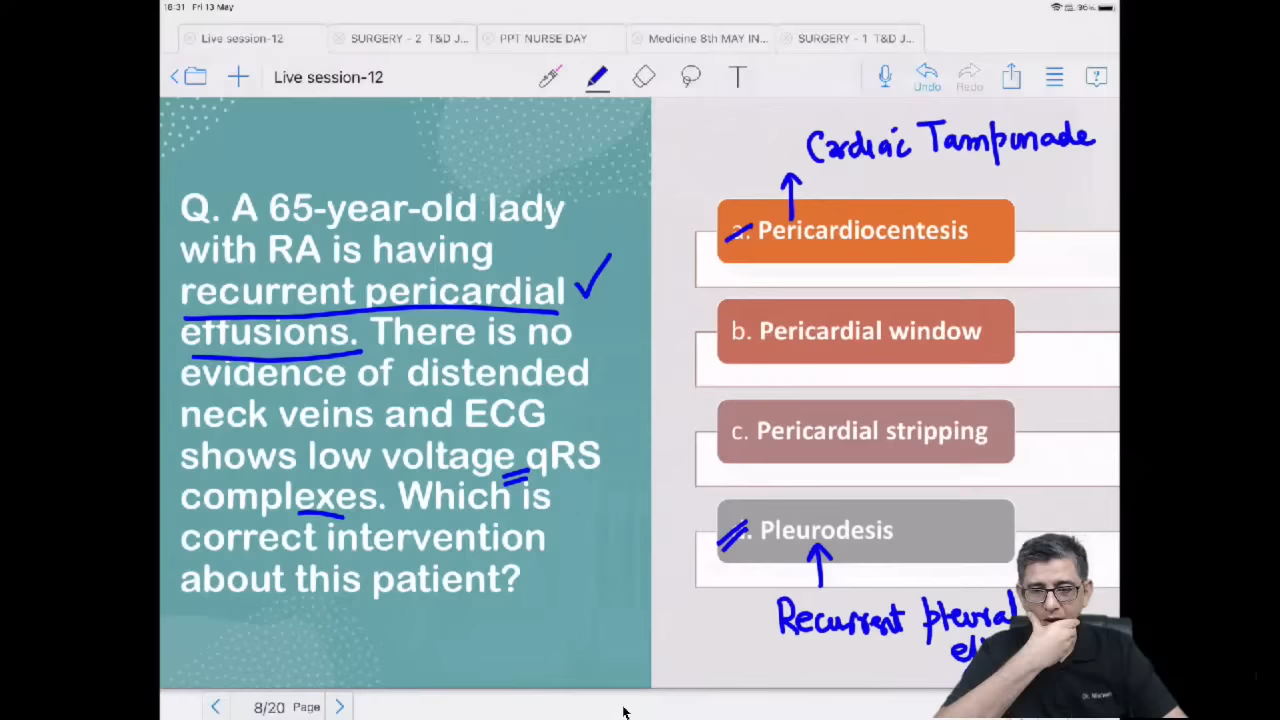 18:31 Fri 13 May
96%
Live session-12
SURGERY - 2 T&D J...
PPT NURSE DAY
Medicine 8th MAY IN...
SURGERY - 1 T&D J...
Live session-12
T
Undo
Redo
Cardiac Tamponade
Q. A 65-year-old lady
with RA is having
recurrent pericardial
effusions. There is no
evidence of distended
neck veins and ECG
shows low voltage qRS
complexes. Which is
correct intervention
about this patient?
a. Pericardiocentesis
b. Pericardial window
c. Pericardial stripping
d. Pleurodesis
Recurrent pleural
8/20 Page